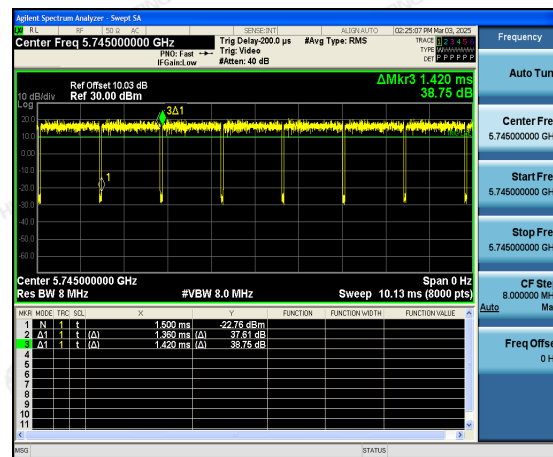 Agilent Spectrum Analyzer - Swept SA
RL RF 50 Ω AC SENSE:INT ALIGNAUTO 02:25:07 PM Mar 03, 2025
Center Freq 5.745000000 GHz
PNO: Fast
IFGain:Low
Trig Delay-200.0 µs
Trig: Video
#Atten: 40 dB
#Avg Type: RMS
TRACE 1 2 3 4 5 6
TYPE
DET P P P P P P
Frequency
Auto Tun
Ref Offset 10.03 dB
10 dB/div Ref 30.00 dBm
Log
ΔMkr3 1.420 ms
38.75 dB
20.0
10.0
0.00
-10.0
-20.0
-30.0
-40.0
-50.0
-60.0
3Δ1
1
Center 5.745000000 GHz
Res BW 8 MHz
#VBW 8.0 MHz
Span 0 Hz
Sweep 10.13 ms (8000 pts)
MKR MODE TRC SCL X Y FUNCTION FUNCTION WIDTH FUNCTION VALUE
1 N 1 t 1.500 ms -22.76 dBm
2 Δ1 1 t (Δ) 1.360 ms (Δ) 37.61 dB
3 Δ1 1 t (Δ) 1.420 ms (Δ) 38.75 dB
4
5
6
7
8
9
10
11
MSG STATUS
Center Fre
5.745000000 GH
Start Fre
5.745000000 GH
Stop Fre
5.745000000 GH
CF Ste
8.000000 MH
Auto Ma
Freq Offse
0 H